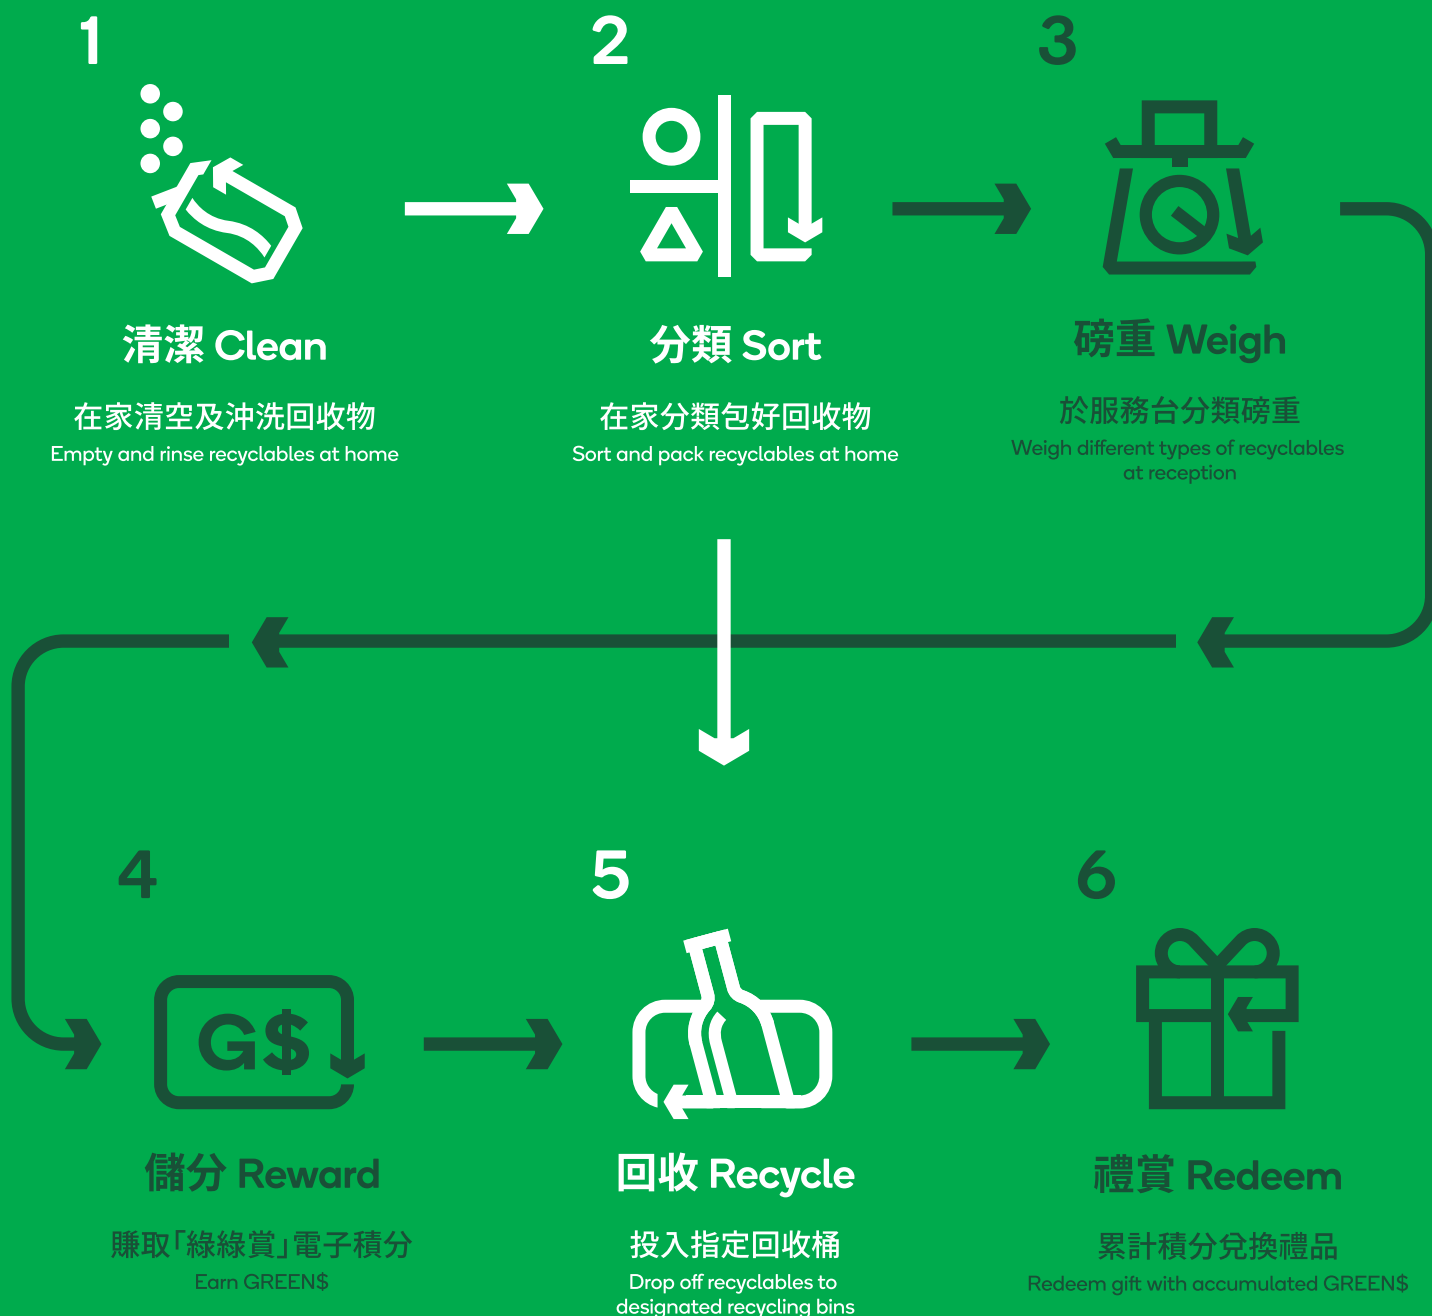 1
清潔 Clean
在家清空及沖洗回收物
Empty and rinse recyclables at home
2
分類 Sort
在家分類包好回收物
Sort and pack recyclables at home
3
磅重 Weigh
於服務台分類磅重
Weigh different types of recyclables
at reception
4
G$
儲分 Reward
賺取「綠綠賞」電子積分
Earn GREEN$
5
回收 Recycle
投入指定回收桶
Drop off recyclables to
designated recycling bins
6
禮賞 Redeem
累計積分兌換禮品
Redeem gift with accumulated GREEN$